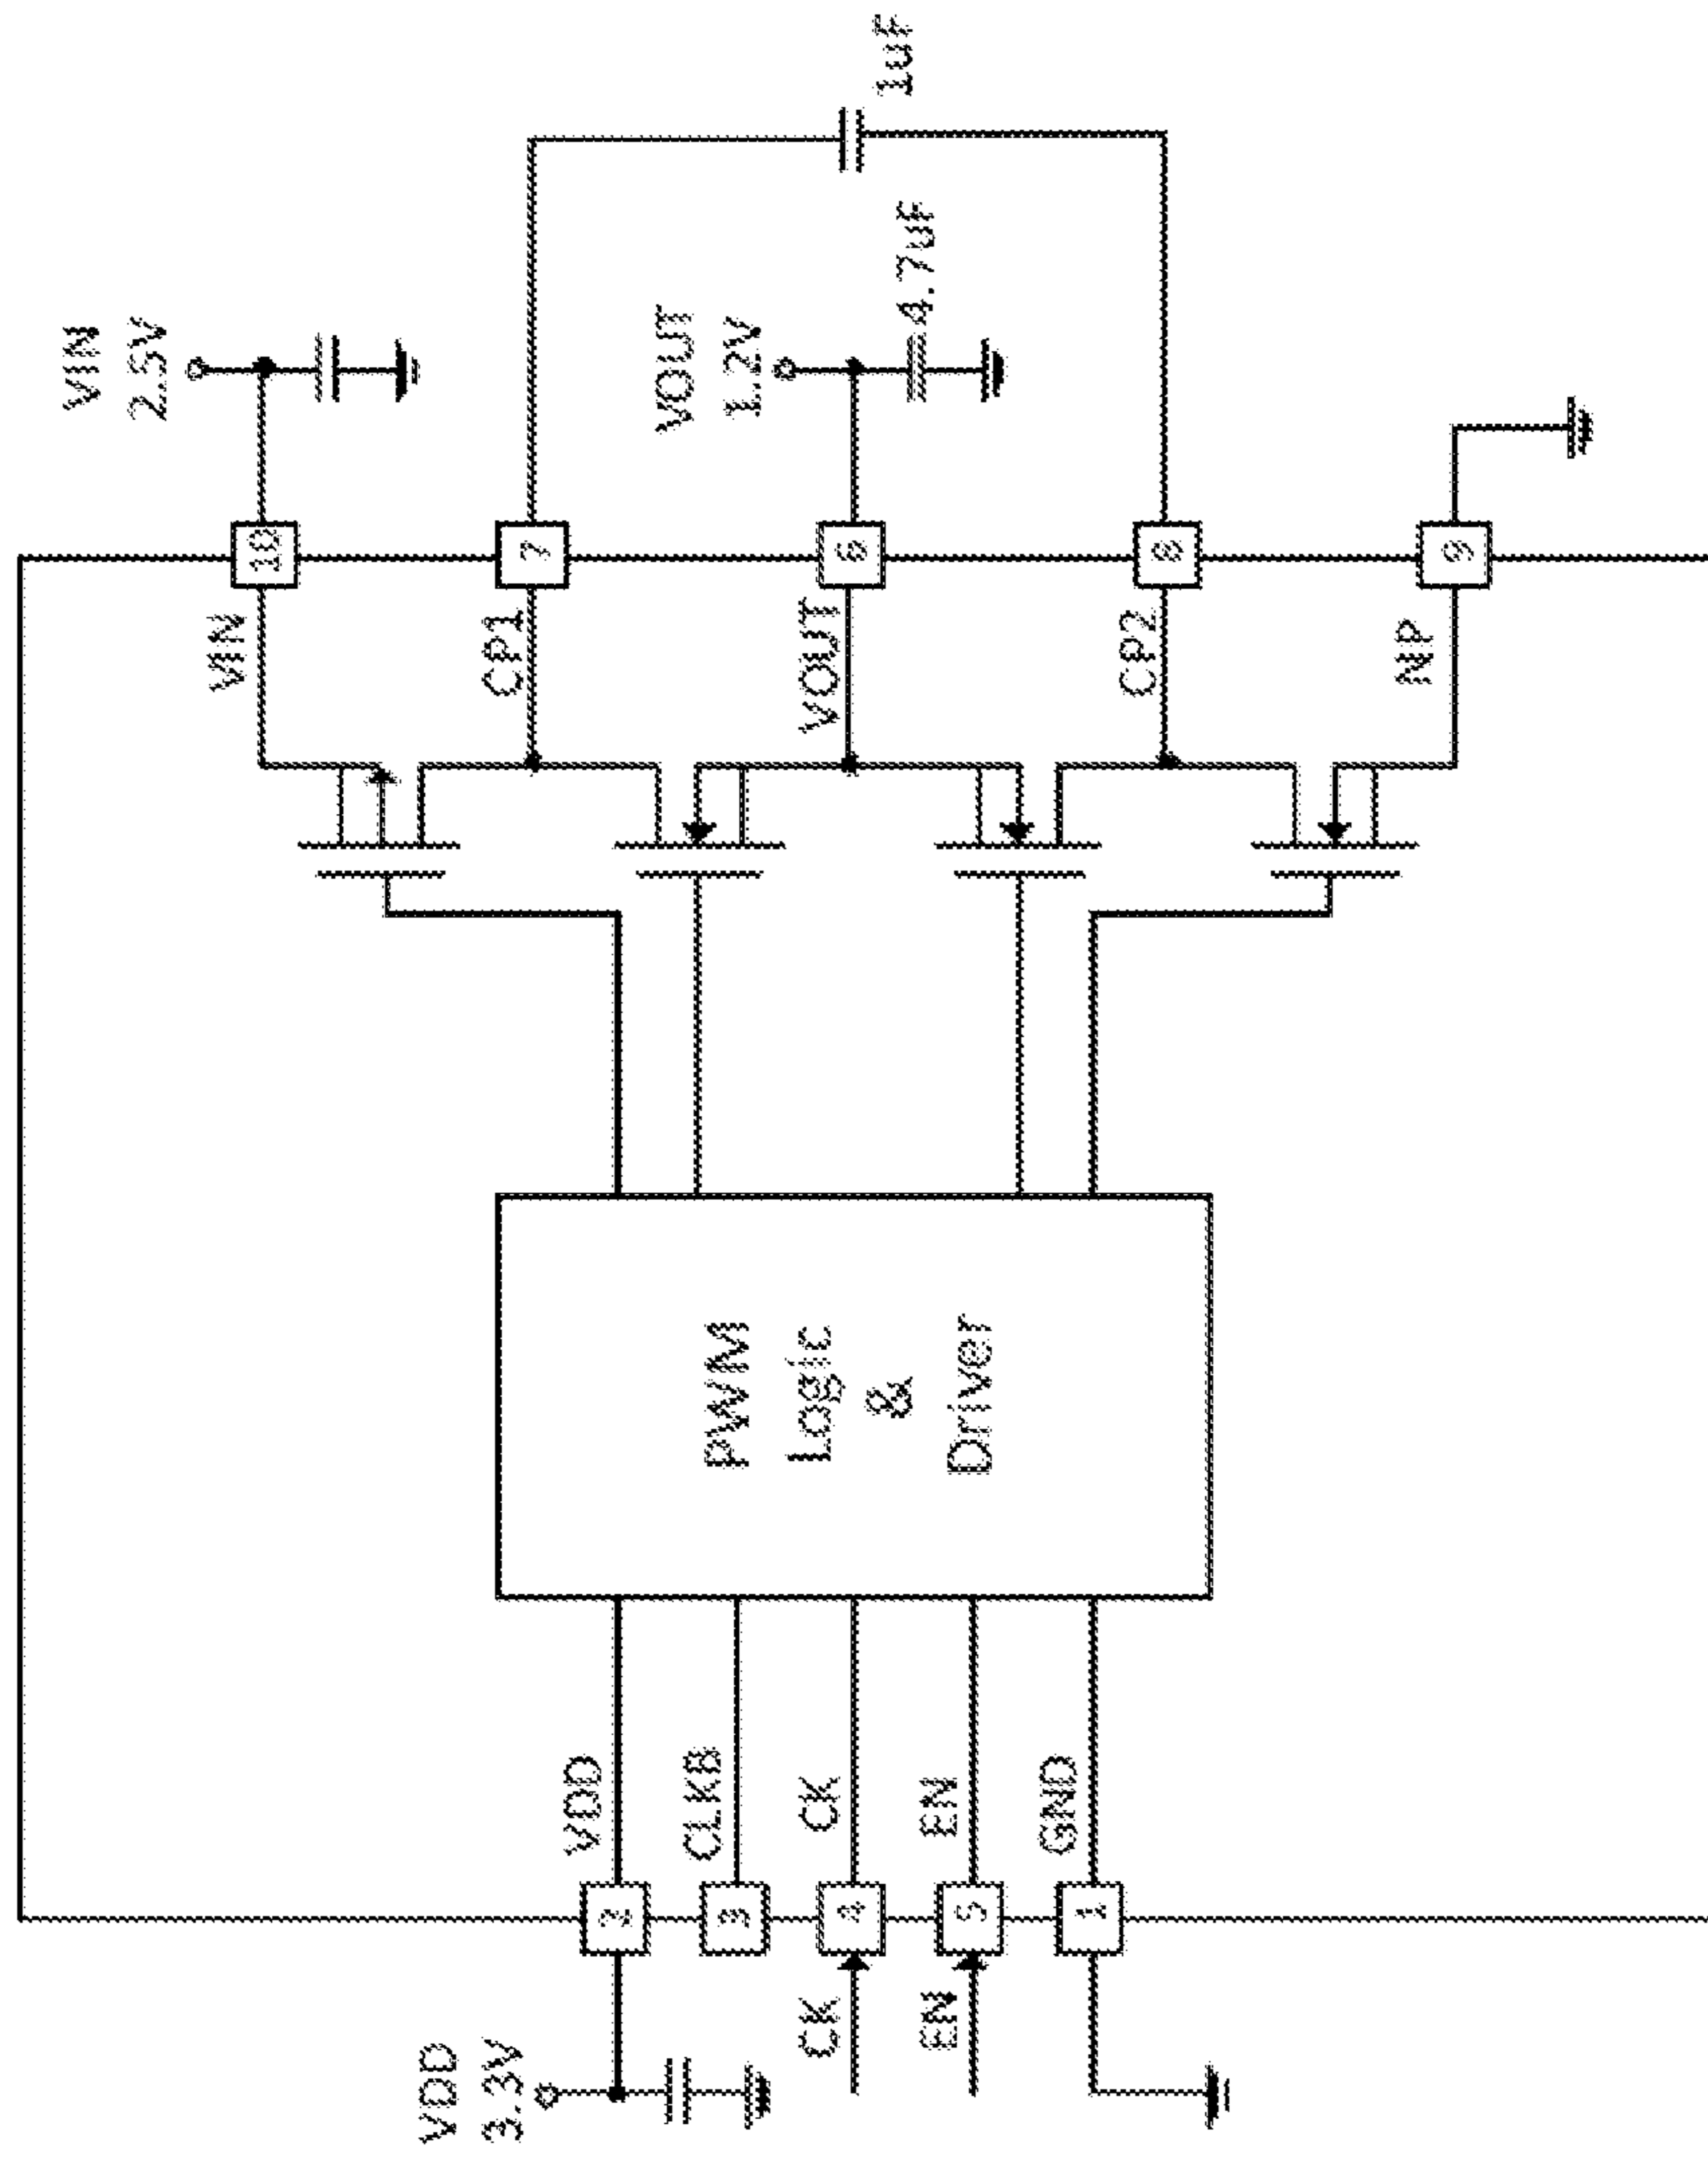 VIN
2.5V
1uF
VOUT
1.2V
4.7uF
10
7
6
8
9
VIN
CP1
VOUT
CP2
NP
PWM
Logic
&
Driver
VDD
CLKB
CK
EN
GND
2
3
4
5
1
VDD
3.3V
CK
EN